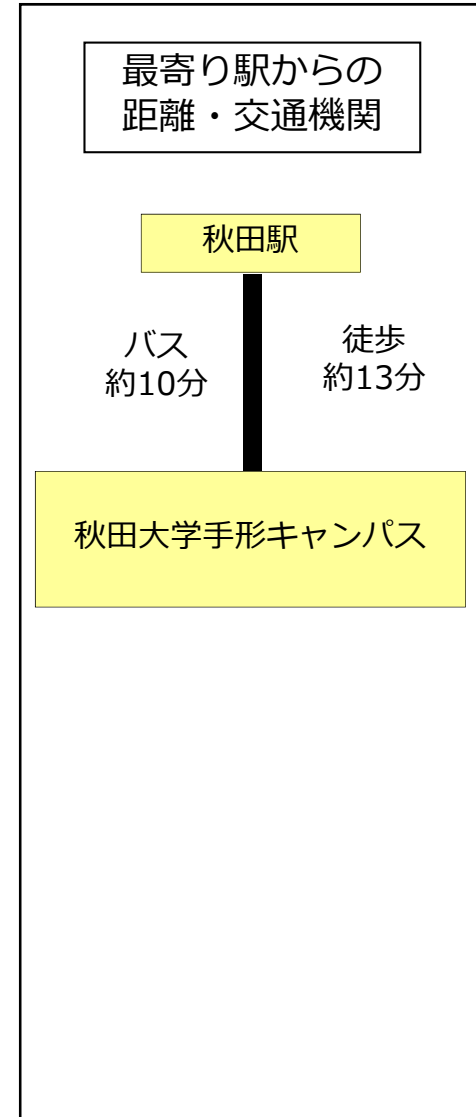 最寄り駅からの
距離・交通機関
秋田駅
バス
約10分
徒歩
約13分
秋田大学手形キャンパス